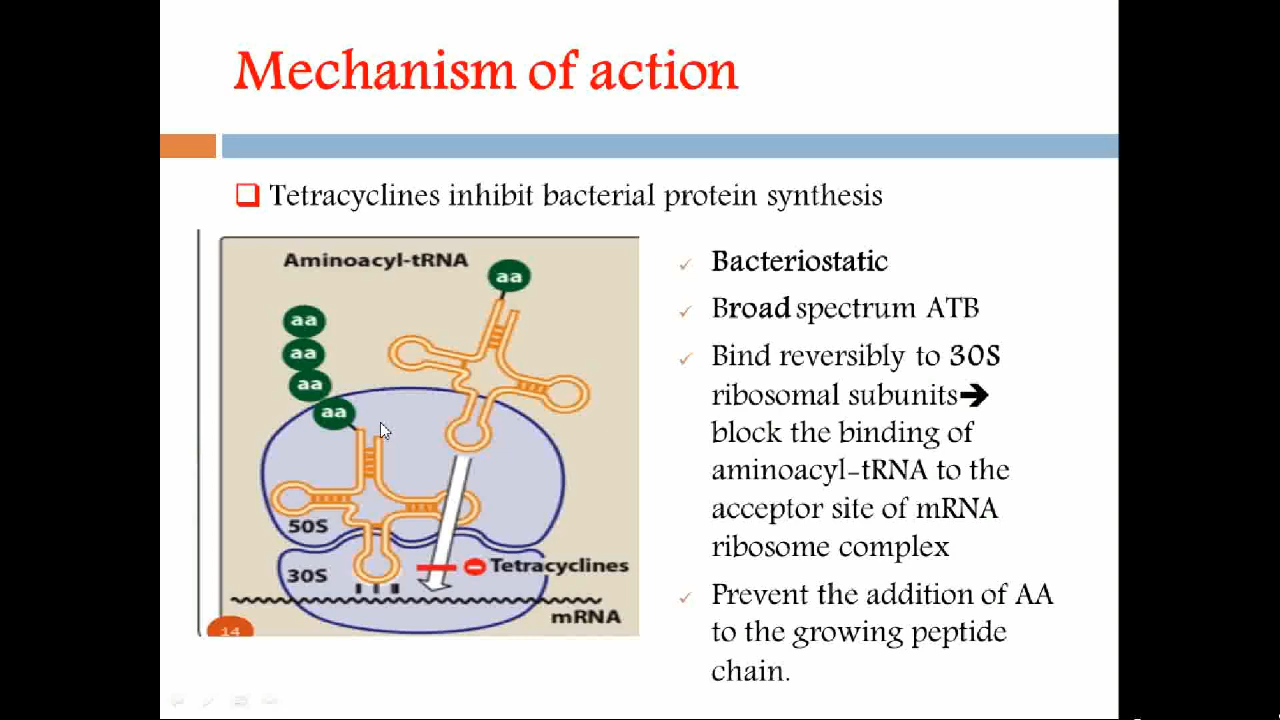 Mechanism of action
Tetracyclines inhibit bacterial protein synthesis
Aminoacyl-tRNA
aa
aa
aa
aa
aa
50S
30S
Tetracyclines
mRNA
14
Bacteriostatic
Broad spectrum ATB
Bind reversibly to 30S
ribosomal subunits➔
block the binding of
aminoacyl-tRNA to the
acceptor site of mRNA
ribosome complex
Prevent the addition of AA
to the growing peptide
chain.